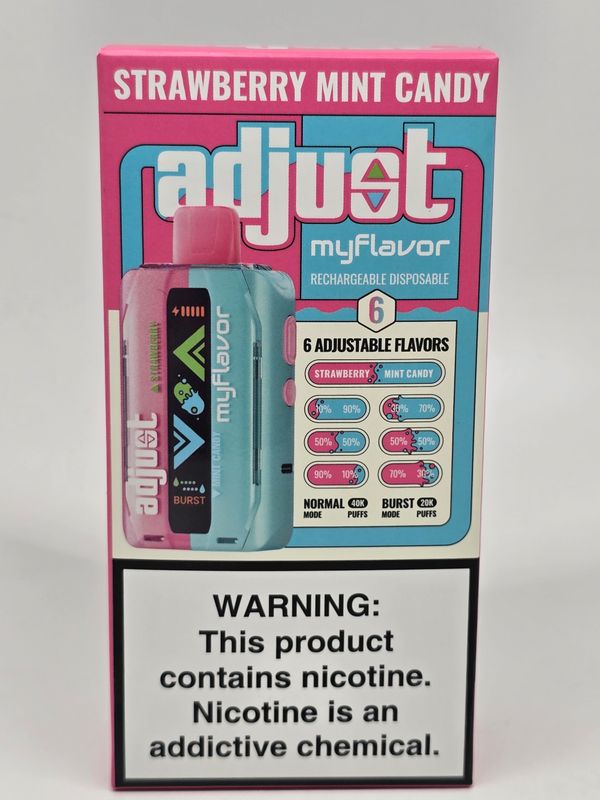 STRAWBERRY MINT CANDY
adjust
myflavor
RECHARGEABLE DISPOSABLE
6
6 ADJUSTABLE FLAVORS
STRAWBERRY MINT CANDY
10% 90% 30% 70%
50% 50% 50% 50%
90% 10% 70% 30%
NORMAL 40K BURST 20K
MODE PUFFS MODE PUFFS
STRAWBERRY
myflavor
adjust
MINT CANDY
BURST
WARNING:
This product
contains nicotine.
Nicotine is an
addictive chemical.